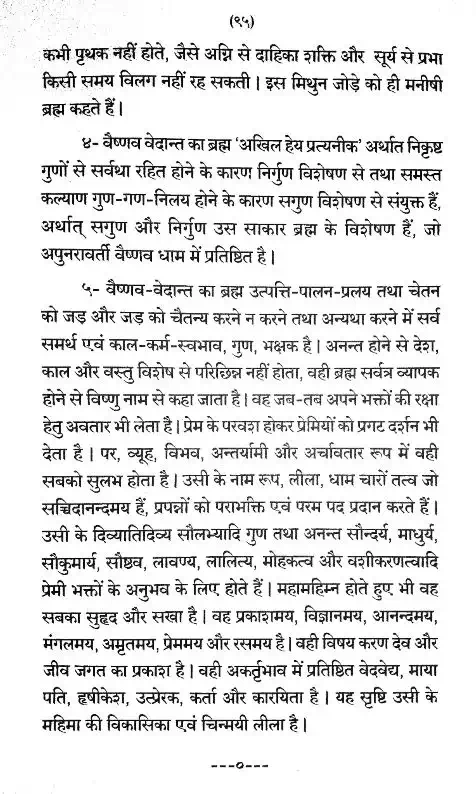 (९५)
कभी पृथक नहीं होते, जैसे अग्नि से दाहिका शक्ति और सूर्य से प्रभा
किसी समय विलग नहीं रह सकती। इस मिथुन जोड़े को ही मनीषी
ब्रह्म कहते हैं।
४- वैष्णव वेदान्त का ब्रह्म ‘अखिल हेय प्रत्यनीक’ अर्थात निकृष्ट
गुणों से सर्वथा रहित होने के कारण निर्गुण विशेषण से तथा समस्त
कल्याण गुण-गण-निलय होने के कारण सगुण विशेषण से संयुक्त हैं,
अर्थात् सगुण और निर्गुण उस साकार ब्रह्म के विशेषण हैं, जो
अपुनरावर्ती वैष्णव धाम में प्रतिष्ठित है।
५- वैष्णव-वेदान्त का ब्रह्म उत्पत्ति-पालन-प्रलय तथा चेतन
को जड़ और जड़ को चैतन्य करने न करने तथा अन्यथा करने में सर्व
समर्थ एवं काल-कर्म-स्वभाव, गुण, भक्षक है। अनन्त होने से देश,
काल और वस्तु विशेष से परिछिन्न नहीं होता, वही ब्रह्म सर्वत्र व्यापक
होने से विष्णु नाम से कहा जाता है। वह जब-तब अपने भक्तों की रक्षा
हेतु अवतार भी लेता है। प्रेम के परवश होकर प्रेमियों को प्रगट दर्शन भी
देता है। पर, व्यूह, विभव, अन्तर्यामी और अर्चावतार रूप में वही
सबको सुलभ होता है। उसी के नाम रूप, लीला, धाम चारों तत्व जो
सच्चिदानन्दमय हैं, प्रपन्नों को पराभक्ति एवं परम पद प्रदान करते हैं।
उसी के दिव्यातिदिव्य सौलभ्यादि गुण तथा अनन्त सौन्दर्य, माधुर्य,
सौकुमार्य, सौष्ठव, लावण्य, लालित्य, मोहकत्व और वशीकरणत्वादि
प्रेमी भक्तों के अनुभव के लिए होते हैं। महामहिम्न होते हुए भी वह
सबका सुहृद और सखा है। वह प्रकाशमय, विज्ञानमय, आनन्दमय,
मंगलमय, अमृतमय, प्रेममय और रसमय है। वही विषय करण देव और
जीव जगत का प्रकाश है। वही अकर्तृभाव में प्रतिष्ठित वेदवेद्य, माया
पति, हृषीकेश, उत्प्रेरक, कर्ता और कारयिता है। यह सृष्टि उसी के
महिमा की विकासिका एवं चिन्मयी लीला है।
---०---